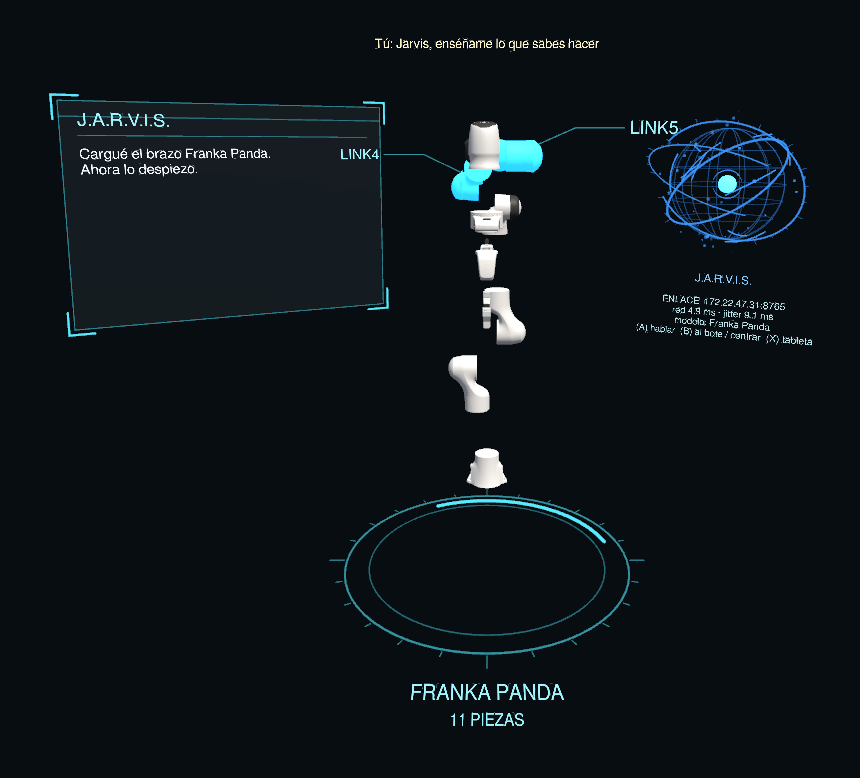 Tú: Jarvis, enséñame lo que sabes hacer
J.A.R.V.I.S.
Cargué el brazo Franka Panda.
Ahora lo despiezo.
LINK4
LINK5
J.A.R.V.I.S.
ENLACE 172.22.47.31:8765
red 4.9 ms - jitter 9.1 ms
modelo: Franka Panda
(A) hablar (B) al bote / centrar (X) tableta
FRANKA PANDA
11 PIEZAS